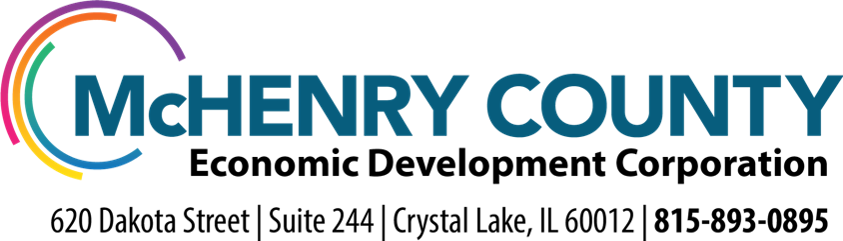 McHENRY COUNTY
Economic Development Corporation
620 Dakota Street | Suite 244 | Crystal Lake, IL 60012 | 815-893-0895